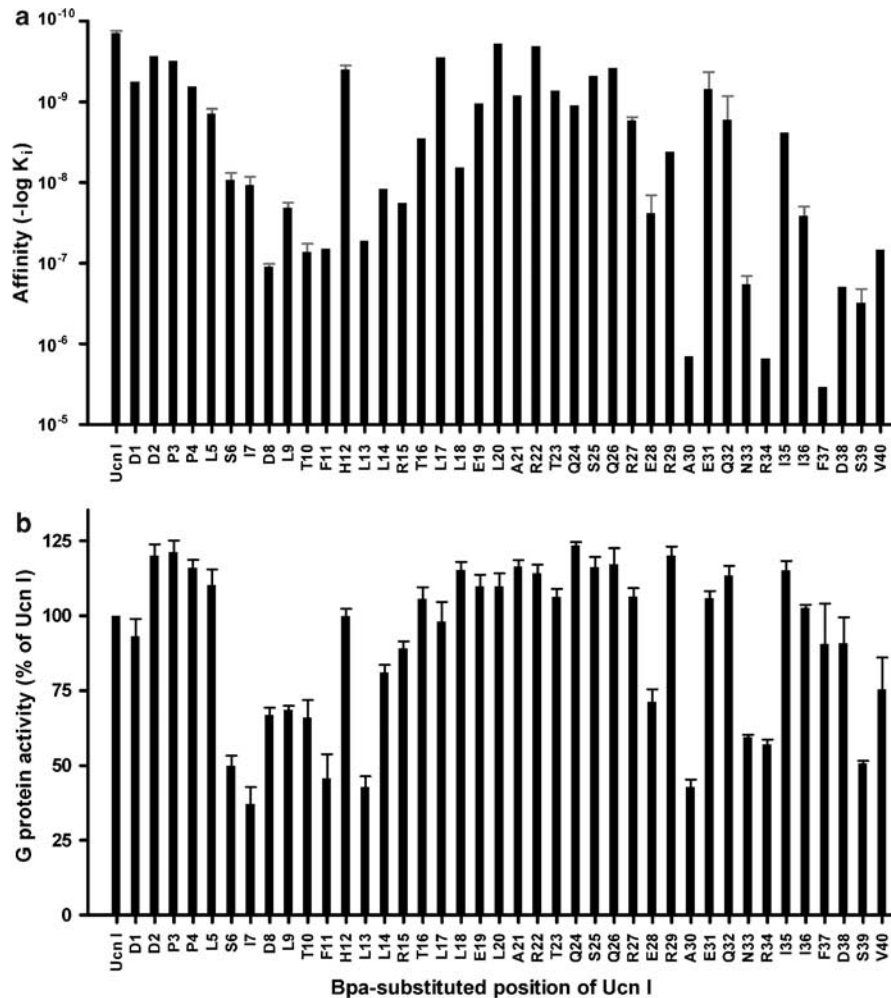 a
Affinity (-log Ki)
10-10
10-9
10-8
10-7
10-6
10-5
Ucn I D1 D2 P3 P4 L5 S6 I7 D8 L9 T10 F11 H12 L13 L14 R15 T16 L17 L18 E19 L20 A21 R22 T23 Q24 S25 Q26 R27 E28 R29 A30 E31 Q32 N33 R34 I35 I36 F37 D38 S39 V40
b
G protein activity (% of Ucn I)
125
100
75
50
25
0
Ucn I D1 D2 P3 P4 L5 S6 I7 D8 L9 T10 F11 H12 L13 L14 R15 T16 L17 L18 E19 L20 A21 R22 T23 Q24 S25 Q26 R27 E28 R29 A30 E31 Q32 N33 R34 I35 I36 F37 D38 S39 V40
Bpa-substituted position of Ucn I